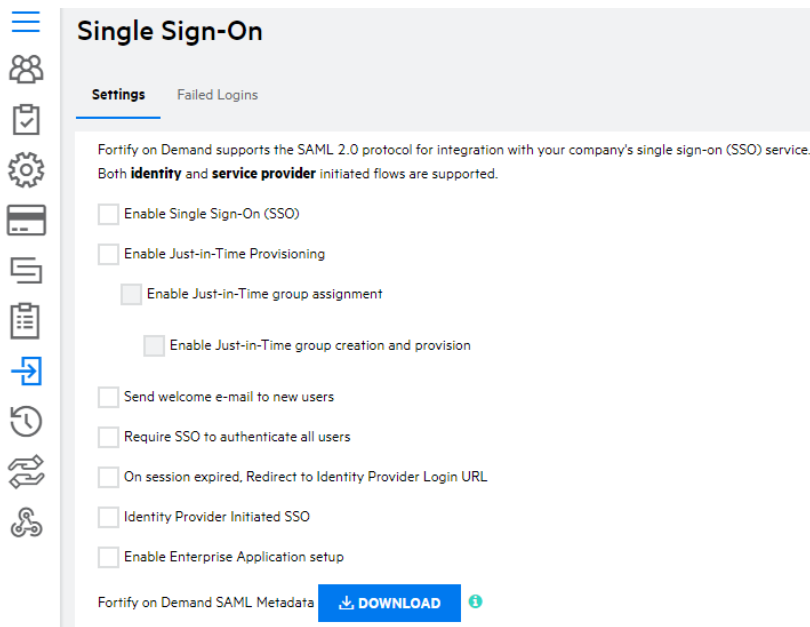 Single Sign-On
Settings
Failed Logins
Fortify on Demand supports the SAML 2.0 protocol for integration with your company's single sign-on (SSO) service.
Both identity and service provider initiated flows are supported.
Enable Single Sign-On (SSO)
Enable Just-in-Time Provisioning
Enable Just-in-Time group assignment
Enable Just-in-Time group creation and provision
Send welcome e-mail to new users
Require SSO to authenticate all users
On session expired, Redirect to Identity Provider Login URL
Identity Provider Initiated SSO
Enable Enterprise Application setup
Fortify on Demand SAML Metadata
DOWNLOAD